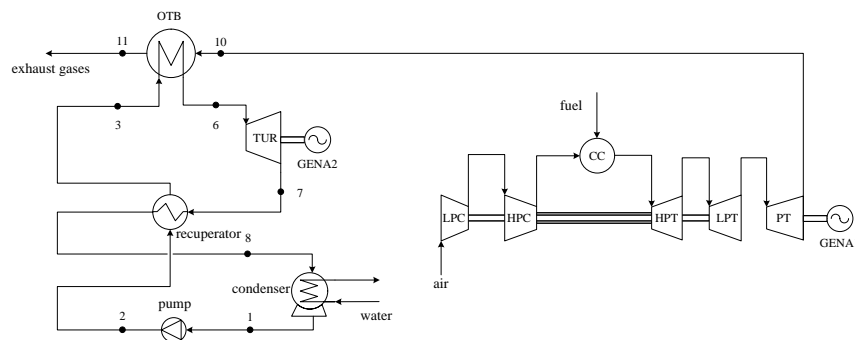 OTB
11
10
exhaust gases
fuel
3
6
TUR
GENA2
CC
7
LPC
HPC
HPT
LPT
PT
recuperator
GENA
8
condenser
air
pump
water
2
1